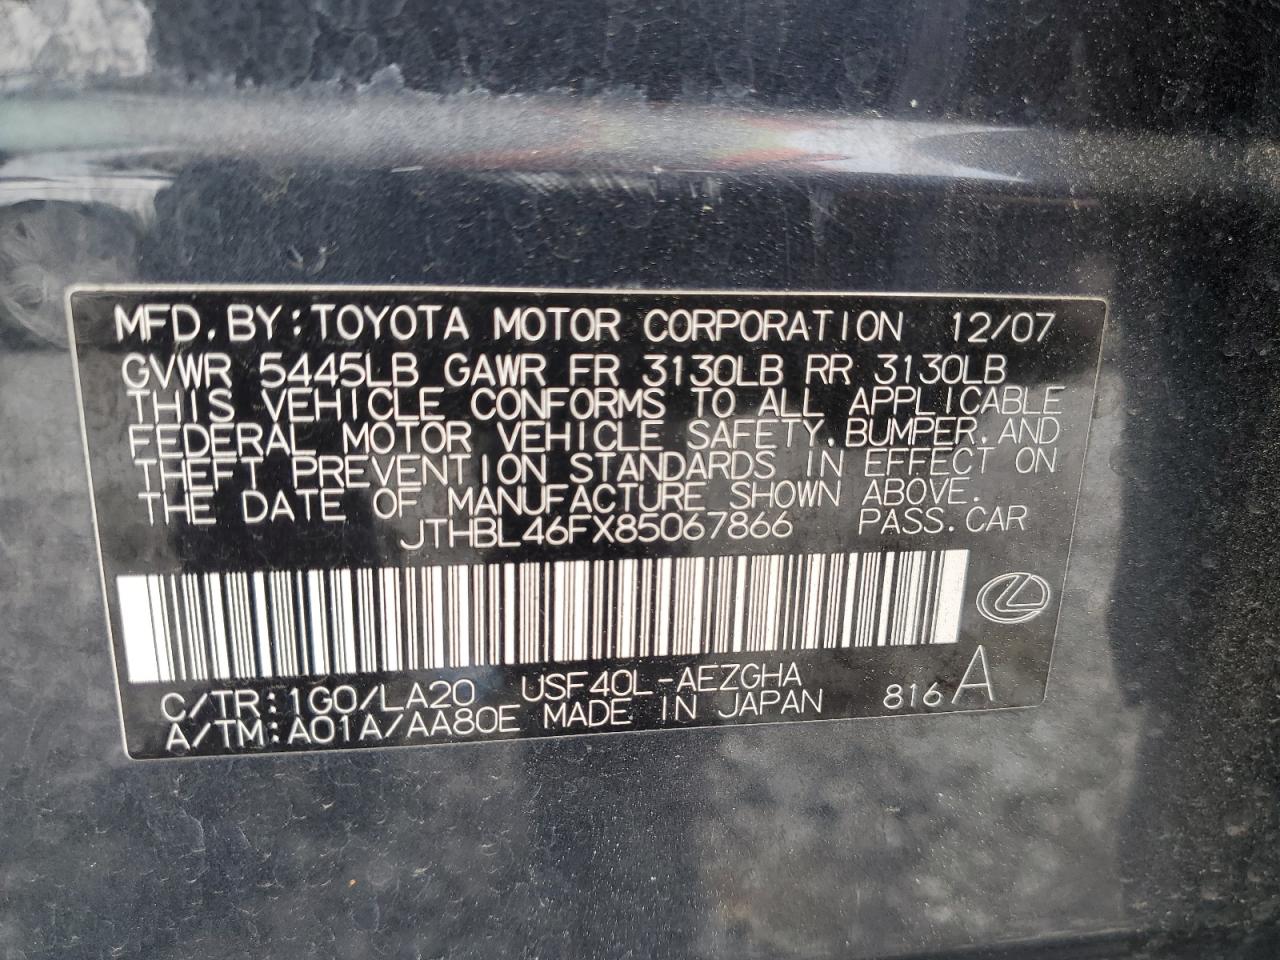 MFD.BY:TOYOTA MOTOR CORPORATION 12/07
GVWR 5445LB GAWR FR 3130LB RR 3130LB
THIS VEHICLE CONFORMS TO ALL APPLICABLE
FEDERAL MOTOR VEHICLE SAFETY,BUMPER,AND
THEFT PREVENTION STANDARDS IN EFFECT ON
THE DATE OF MANUFACTURE SHOWN ABOVE.
JTHBL46FX85067866 PASS.CAR
C/TR:1G0/LA20 USF40L-AEZGHA 816 A
A/TM:A01A/AA80E MADE IN JAPAN